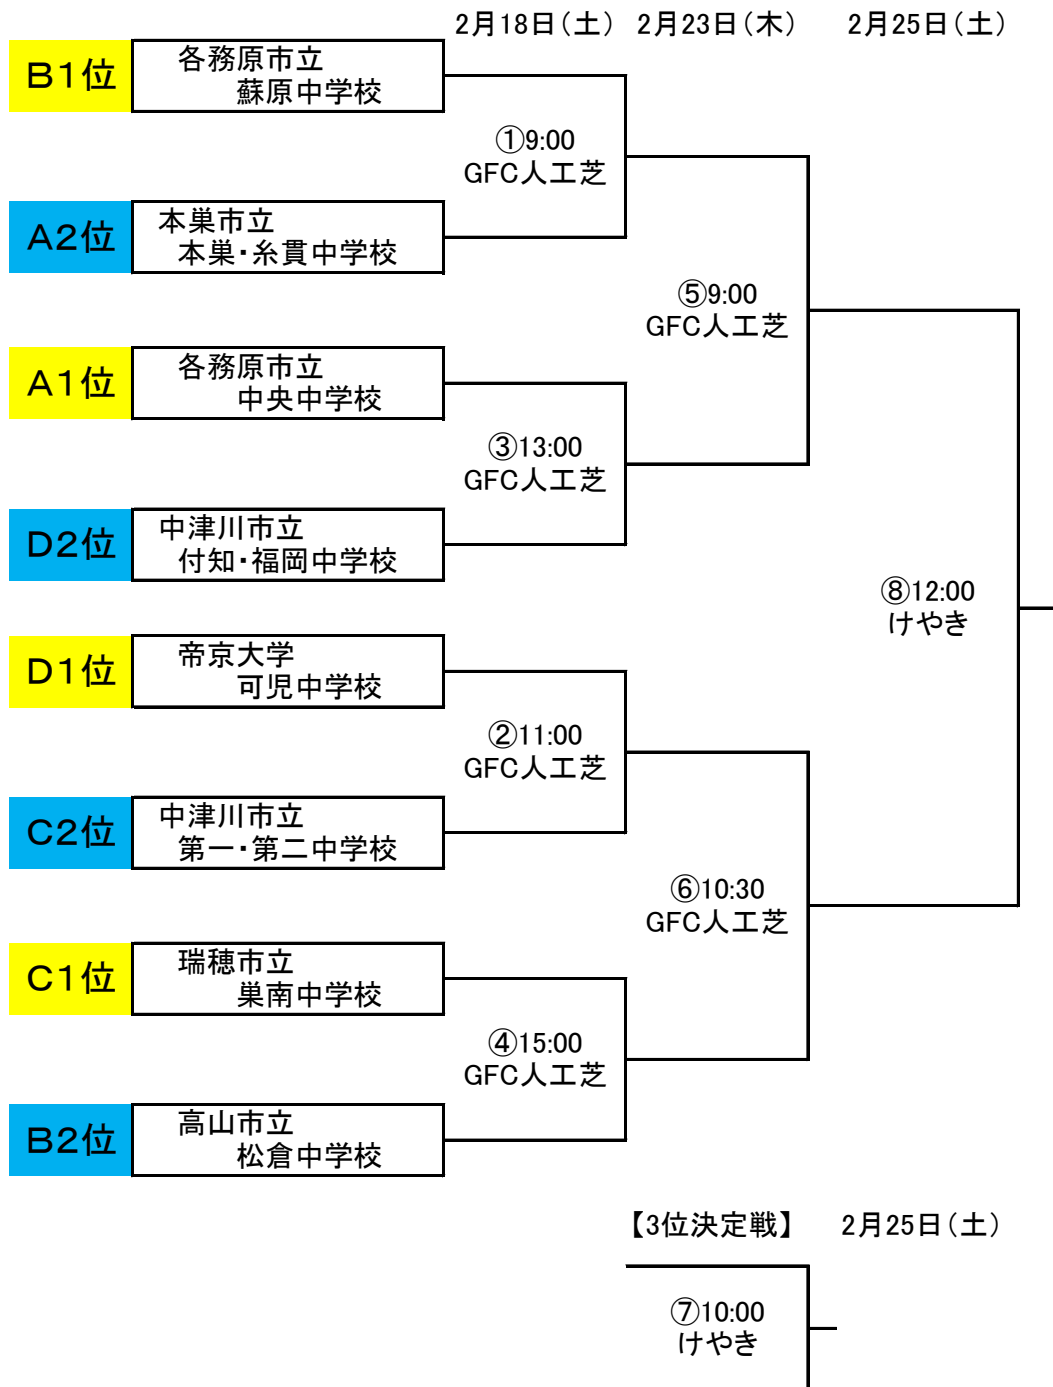 2月18日（土） 2月23日（木） 2月25日（土）
B1位 各務原市立
蘇原中学校
①9:00
GFC人工芝
A2位 本巣市立
本巣・糸貫中学校
⑤9:00
GFC人工芝
A1位 各務原市立
中央中学校
③13:00
GFC人工芝
D2位 中津川市立
付知・福岡中学校
⑧12:00
けやき
D1位 帝京大学
可児中学校
②11:00
GFC人工芝
C2位 中津川市立
第一・第二中学校
⑥10:30
GFC人工芝
C1位 瑞穂市立
巣南中学校
④15:00
GFC人工芝
B2位 高山市立
松倉中学校
【3位決定戦】 2月25日（土）
⑦10:00
けやき